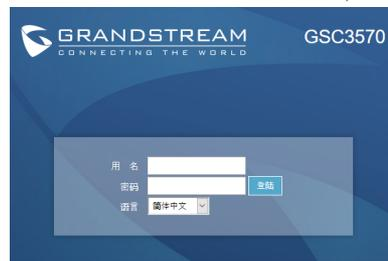 GRANDSTREAM
CONNECTING THE WORLD
GSC3570
用 名
密码
登陆
语言 简体中文